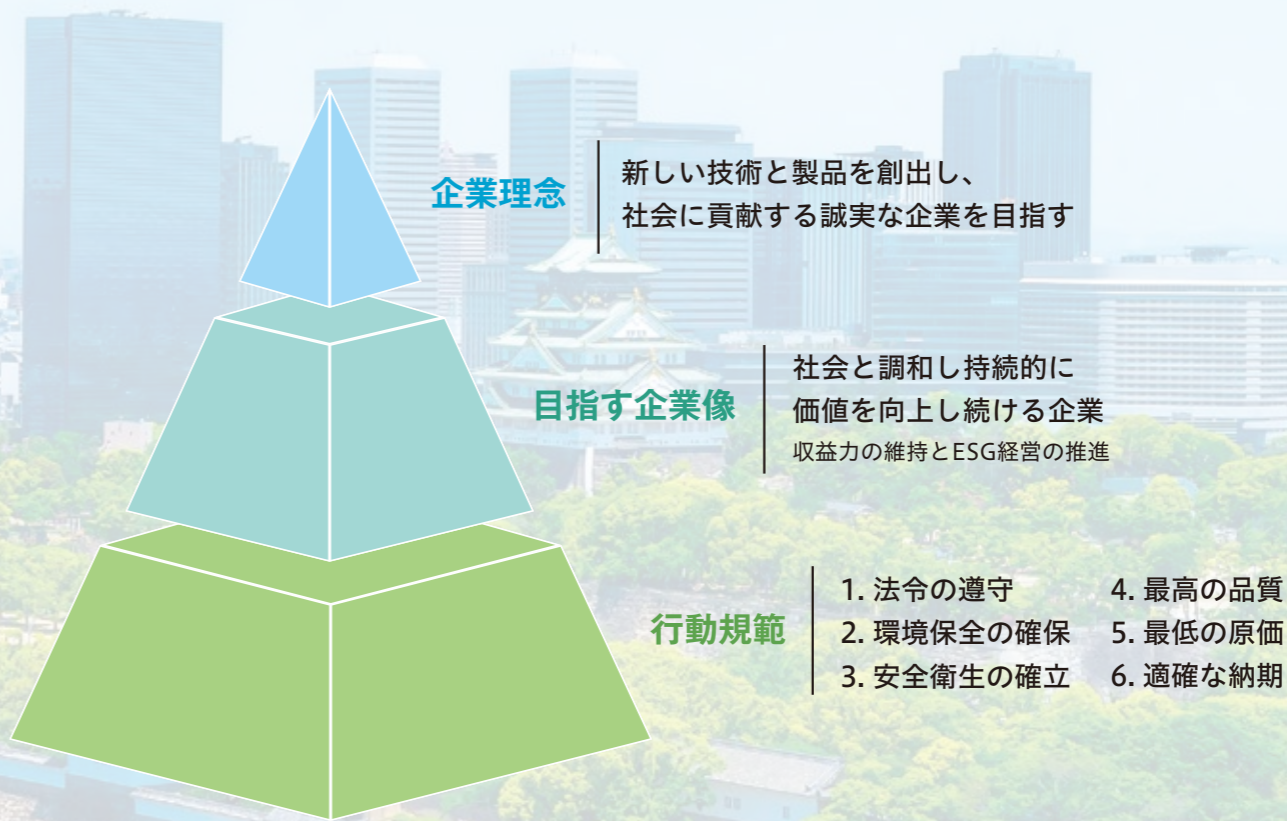 企業理念
新しい技術と製品を創出し、
社会に貢献する誠実な企業を目指す
目指す企業像
社会と調和し持続的に
価値を向上し続ける企業
収益力の維持とESG経営の推進
行動規範
1. 法令の遵守
2. 環境保全の確保
3. 安全衛生の確立
4. 最高の品質
5. 最低の原価
6. 適確な納期